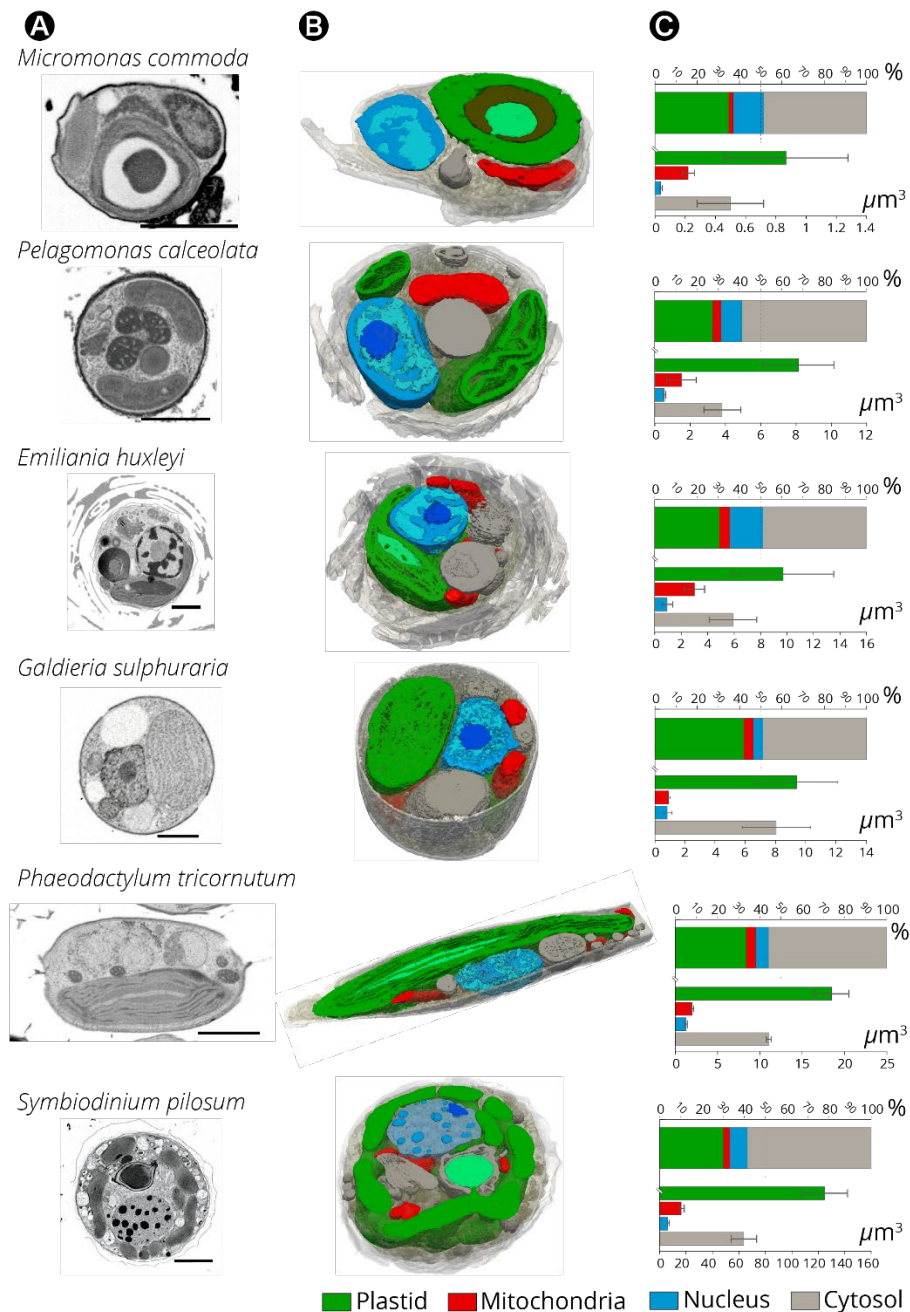 A B C
Micromonas commoda
%
0 10 20 30 40 50 60 70 80 90 100
µm³
0 0.2 0.4 0.6 0.8 1 1.2 1.4
Pelagomonas calceolata
%
0 10 20 30 40 50 60 70 80 90 100
µm³
0 2 4 6 8 10 12
Emiliania huxleyi
%
0 10 20 30 40 50 60 70 80 90 100
µm³
0 2 4 6 8 10 12 14 16
Galdieria sulphuraria
%
0 10 20 30 40 50 60 70 80 90 100
µm³
0 2 4 6 8 10 12 14
Phaeodactylum tricornutum
0 10 20 30 40 50 60 70 80 90 100
%
µm³
0 5 10 15 20 25
Symbiodinium pilosum
%
0 10 20 30 40 50 60 70 80 90 100
µm³
0 20 40 60 80 100 120 140 160
Plastid Mitochondria Nucleus Cytosol